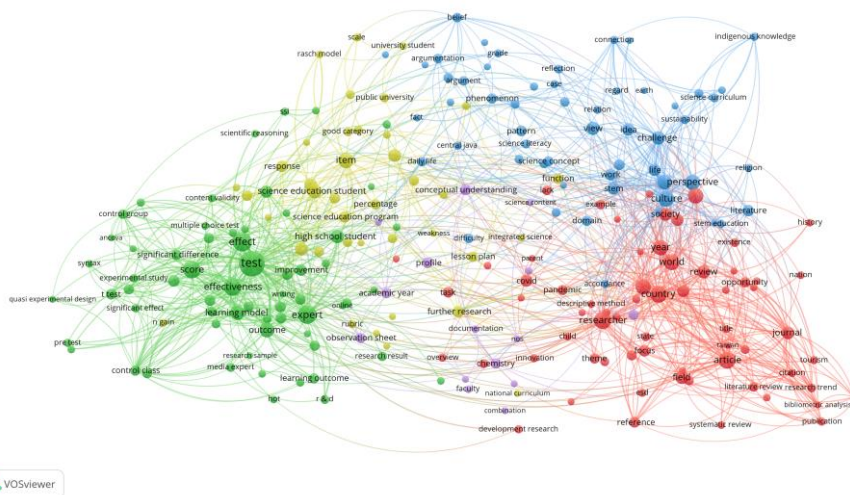 belief
scale
university student
connection
indigenous knowledge
rasch model
argumentation
grade
reflection
argument
case
regard
earth
public university
phenomenon
science curriculum
ssi
fact
relation
sustainability
scientific reasoning
good category
pattern
view
idea
challenge
central java
science literacy
response
item
daily life
science concept
life
religion
work
function
science education student
conceptual understanding
lack
stem
perspective
content validity
percentage
science content
example
culture
control group
science education program
domain
society
literature
multiple choice test
stem education
history
ancova
effect
high school student
weakness
difficulty
integrated science
existence
significant difference
lesson plan
parent
year
syntax
test
profile
world
score
improvement
review
nation
experimental study
covid
accordance
opportunity
effectiveness
pandemic
country
quasi experimental design
t test
writing
academic year
task
descriptive method
significant effect
online
learning model
expert
further research
researcher
n gain
rubric
outcome
documentation
title
journal
observation sheet
nos
child
state
pre test
focus
research sample
research result
overview
innovation
theme
article
tourism
media expert
chemistry
control class
citation
learning outcome
field
faculty
literature review
research trend
national curriculum
hot
r & d
bibliometric analysis
combination
reference
systematic review
publication
development research
VOSviewer